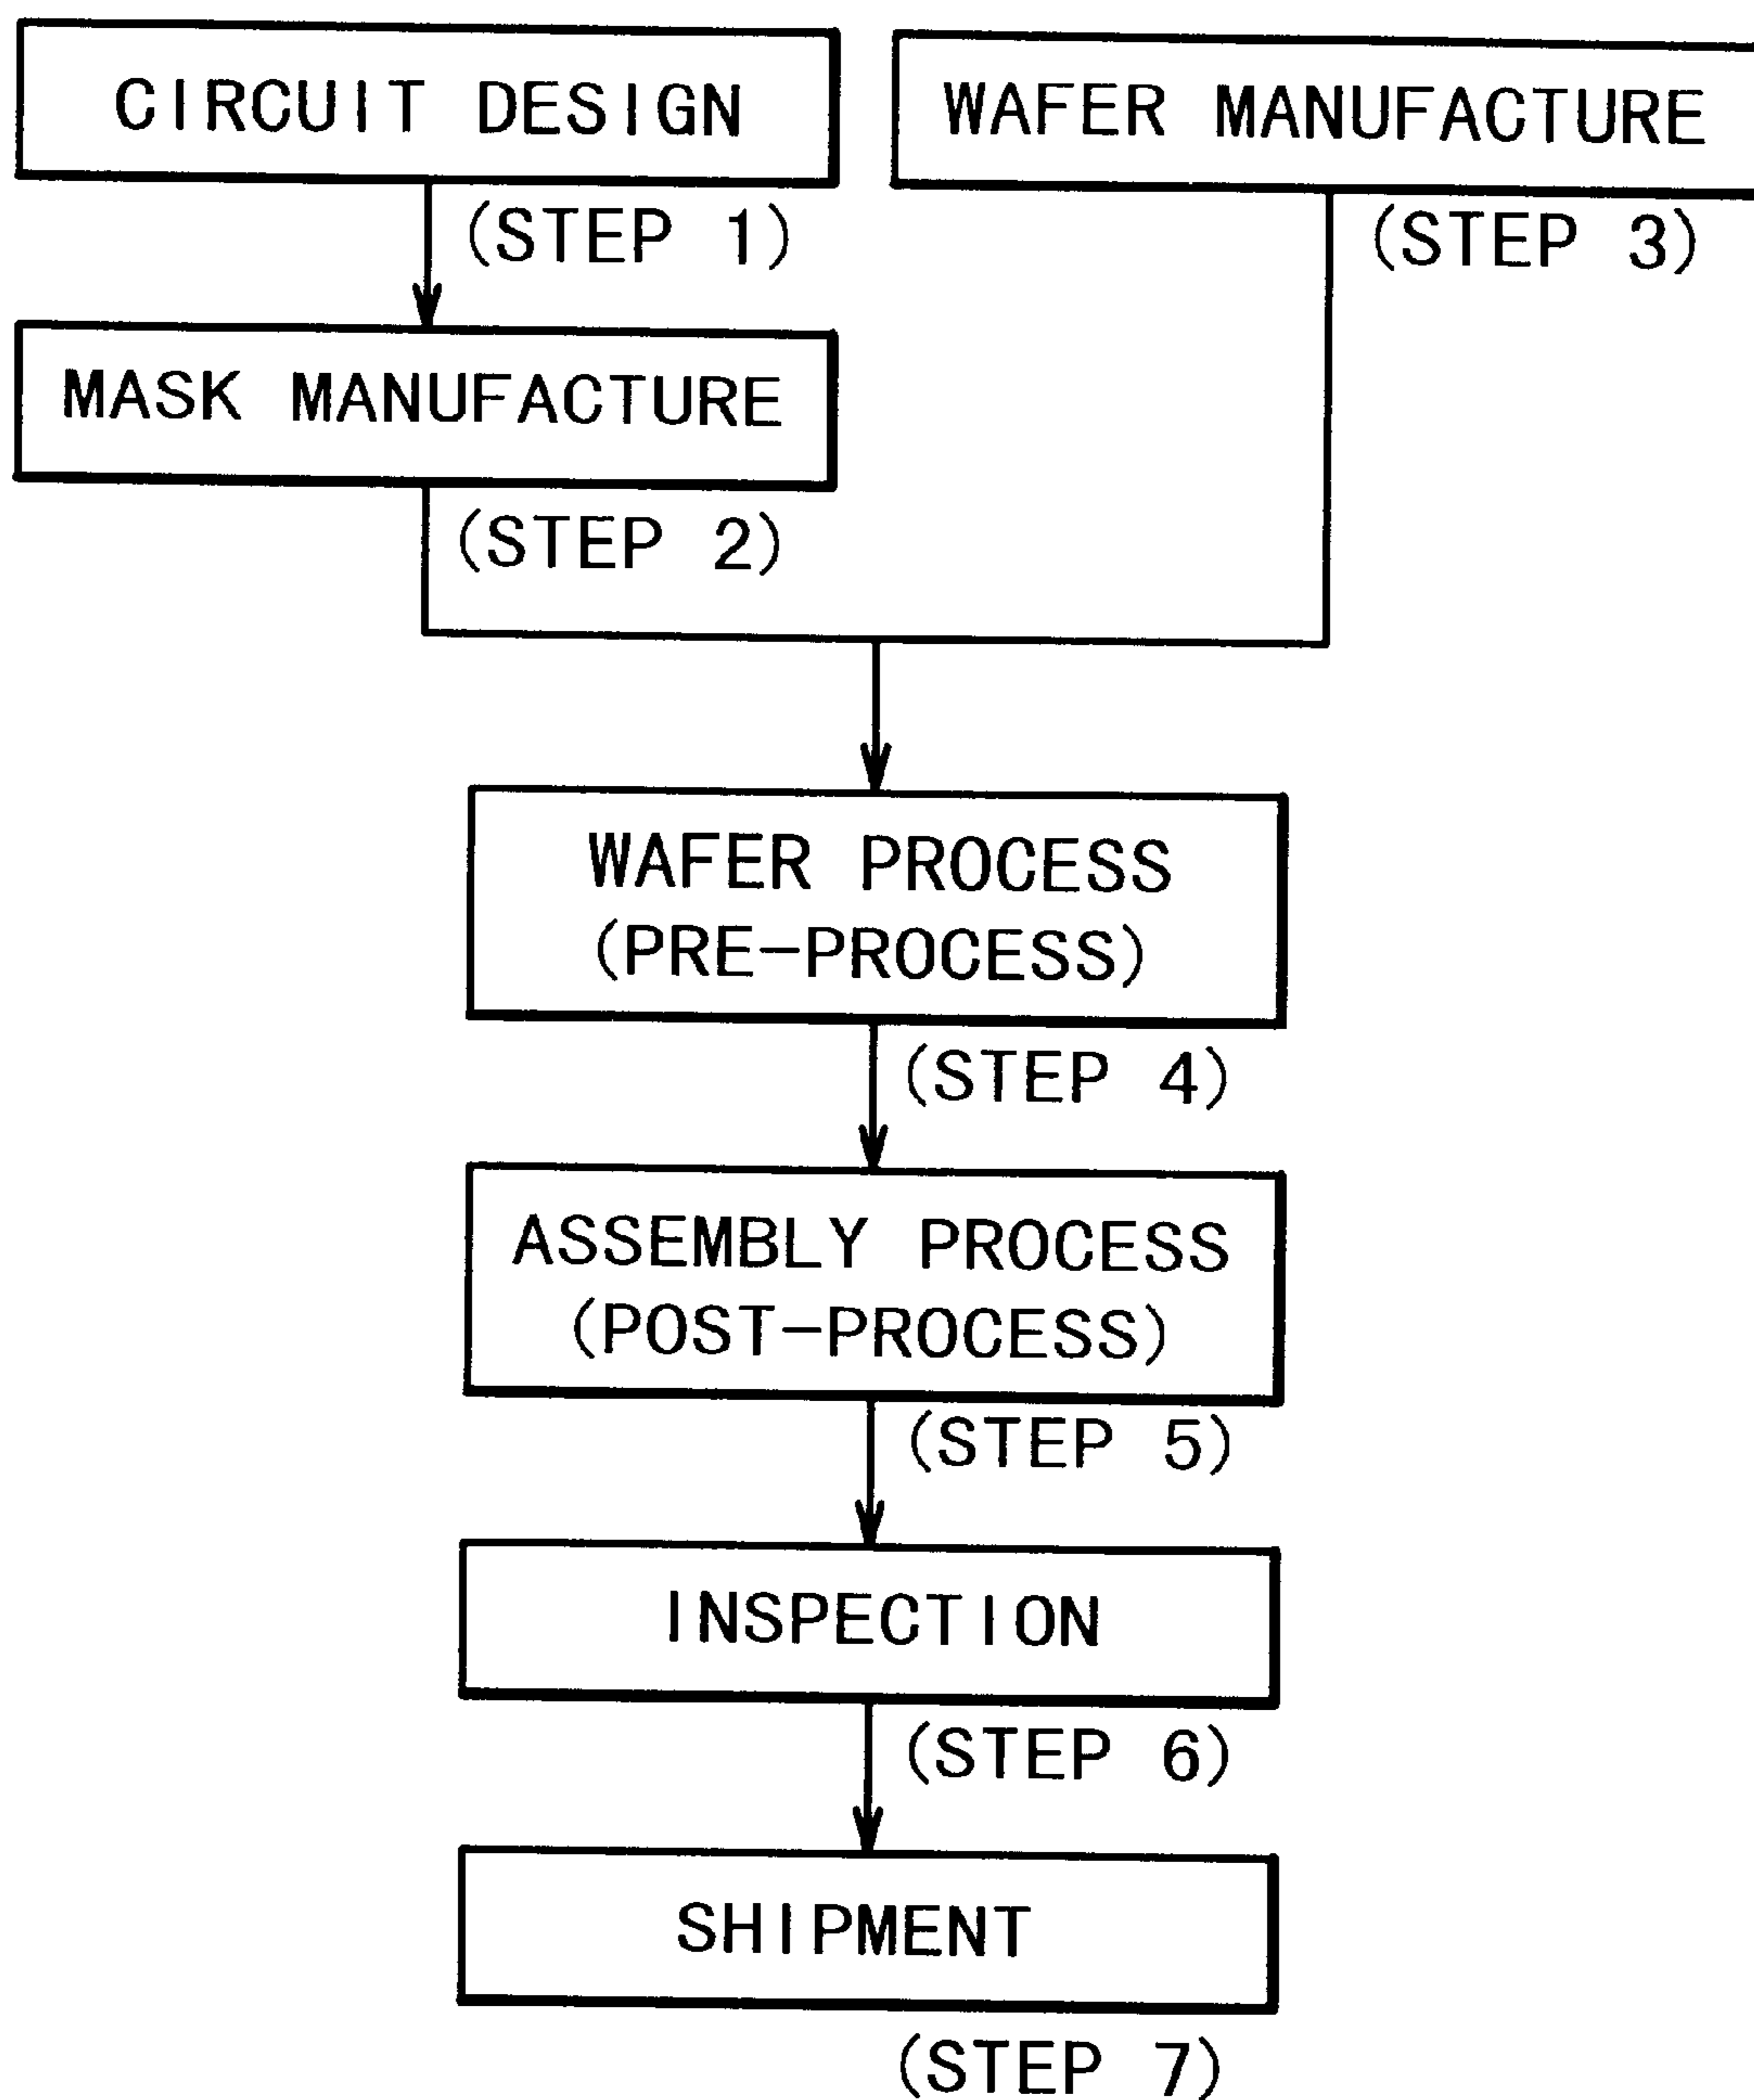 CIRCUIT DESIGN
(STEP 1)
MASK MANUFACTURE
(STEP 2)
WAFER MANUFACTURE
(STEP 3)
WAFER PROCESS
(PRE-PROCESS)
(STEP 4)
ASSEMBLY PROCESS
(POST-PROCESS)
(STEP 5)
INSPECTION
(STEP 6)
SHIPMENT
(STEP 7)